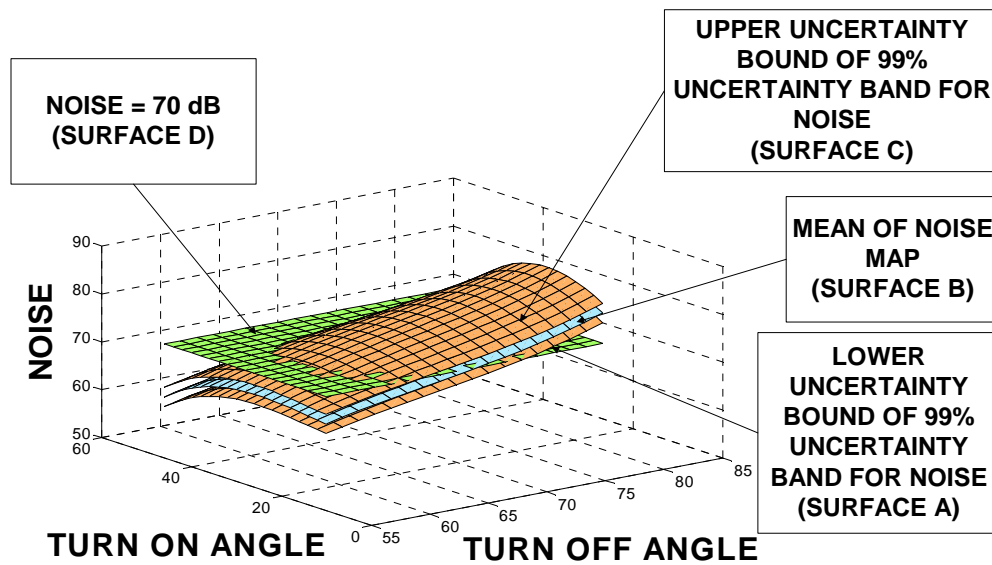 UPPER UNCERTAINTY
BOUND OF 99%
UNCERTAINTY BAND FOR
NOISE
(SURFACE C)
NOISE = 70 dB
(SURFACE D)
MEAN OF NOISE
MAP
(SURFACE B)
LOWER
UNCERTAINTY
BOUND OF 99%
UNCERTAINTY
BAND FOR NOISE
(SURFACE A)
NOISE
90
80
70
60
50
60
40
20
0
55
60
65
70
75
80
85
TURN ON ANGLE
TURN OFF ANGLE